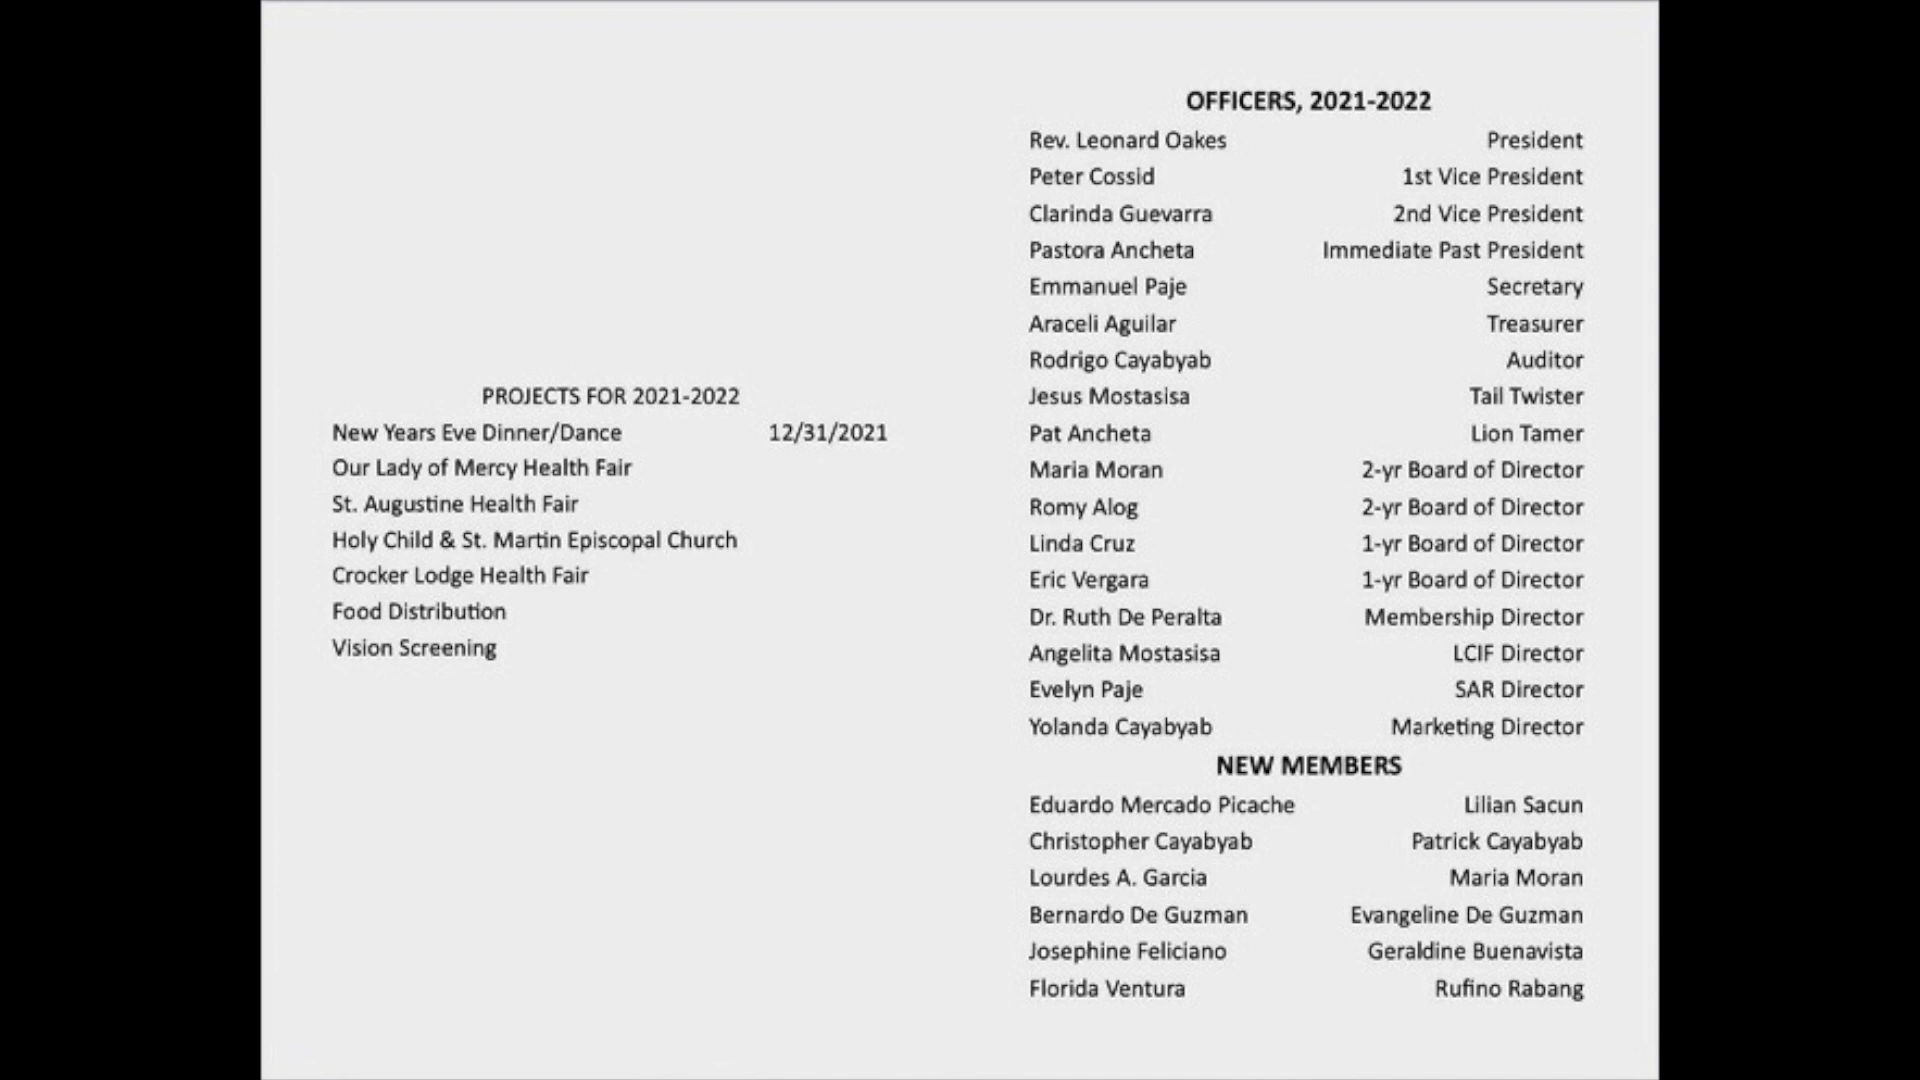 PROJECTS FOR 2021-2022
New Years Eve Dinner/Dance 12/31/2021
Our Lady of Mercy Health Fair
St. Augustine Health Fair
Holy Child & St. Martin Episcopal Church
Crocker Lodge Health Fair
Food Distribution
Vision Screening
OFFICERS, 2021-2022
Rev. Leonard Oakes President
Peter Cossid 1st Vice President
Clarinda Guevarra 2nd Vice President
Pastora Ancheta Immediate Past President
Emmanuel Paje Secretary
Araceli Aguilar Treasurer
Rodrigo Cayabyab Auditor
Jesus Mostasisa Tail Twister
Pat Ancheta Lion Tamer
Maria Moran 2-yr Board of Director
Romy Alog 2-yr Board of Director
Linda Cruz 1-yr Board of Director
Eric Vergara 1-yr Board of Director
Dr. Ruth De Peralta Membership Director
Angelita Mostasisa LCIF Director
Evelyn Paje SAR Director
Yolanda Cayabyab Marketing Director
NEW MEMBERS
Eduardo Mercado Picache Lilian Sacun
Christopher Cayabyab Patrick Cayabyab
Lourdes A. Garcia Maria Moran
Bernardo De Guzman Evangeline De Guzman
Josephine Feliciano Geraldine Buenavista
Florida Ventura Rufino Rabang